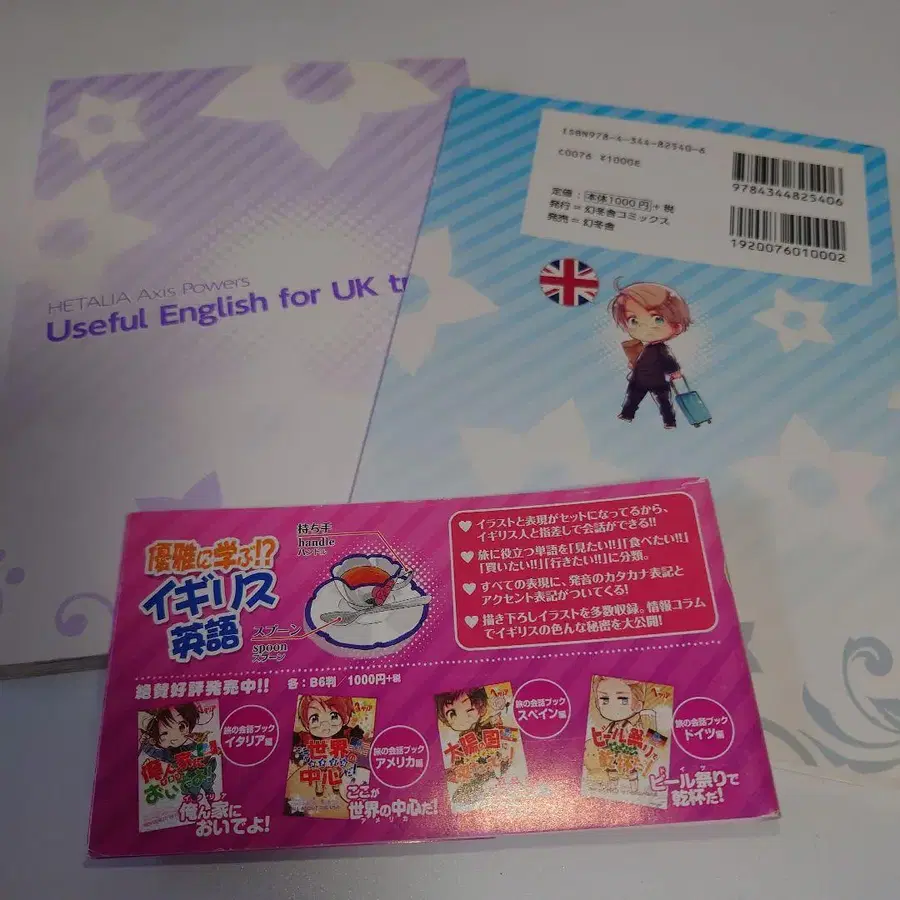 HETALIA Axis Powers
Useful English for UK tr
ISBN978-4-344-82540-6
C0076 ¥1000E
9784344825406
定価：本体1000円＋税
発行＝幻冬舎コミックス
発売＝幻冬舎
1920076010002
優雅に学ぶ!?
イギリス
英語
持ち手
handle
ハンドル
スプーン
spoon
スプーン
♥イラストと表現がセットになってるから、
イギリス人と指差しで会話ができる!!
♥旅に役立つ単語を「見たい!!」「食べたい!!」
「買いたい!!」「行きたい!!」に分類。
♥すべての表現に、発音のカタカナ表記と
アクセント表記がついてくる!
♥描き下ろしイラストを多数収録。情報コラム
でイギリスの色んな秘密を大公開!
絶賛好評発売中!! 各：B6判／1000円+税
旅の会話ブック
イタリア編
イタリア
俺ん家に
おいでよ!
旅の会話ブック
アメリカ編
ここが
世界の中心だ!
アメリカ
旅の会話ブック
スペイン編
旅の会話ブック
ドイツ編
ドイツ
ビール祭りで
乾杯だ!